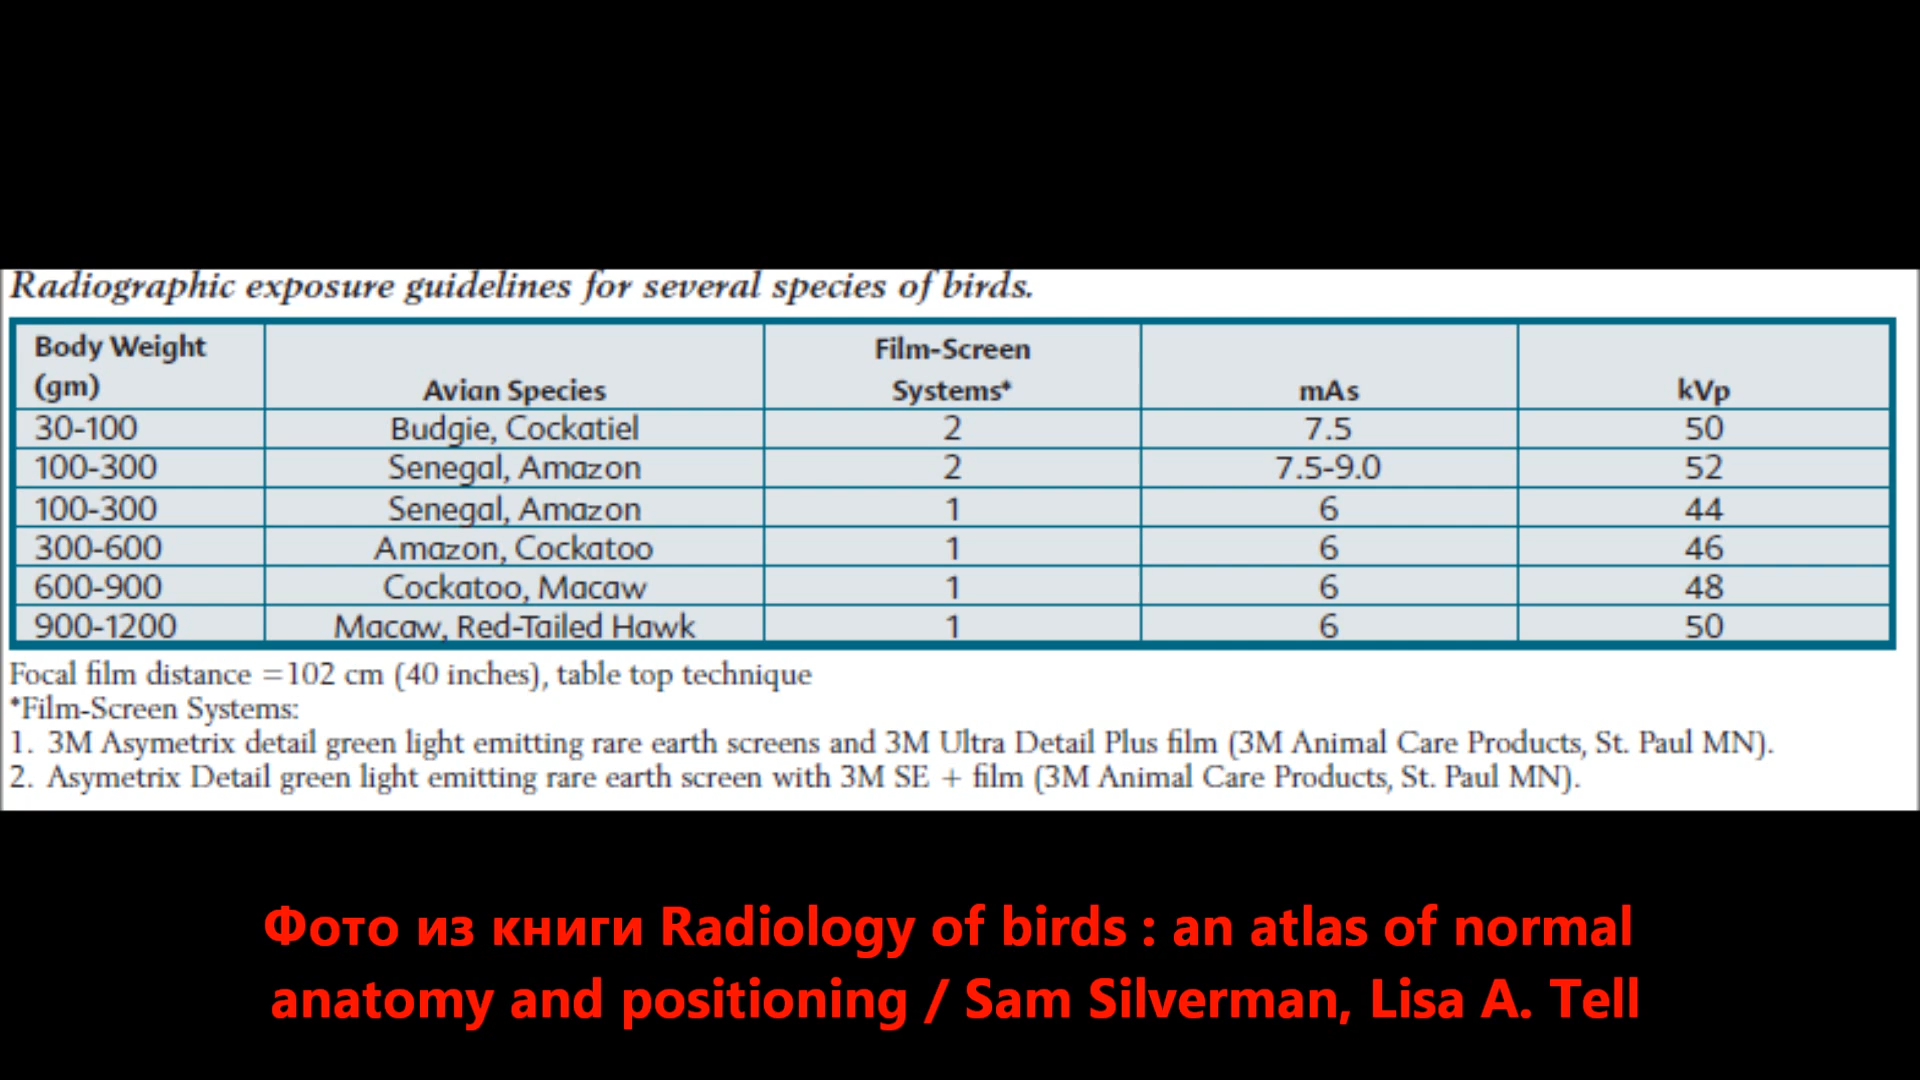 Radiographic exposure guidelines for several species of birds.
Body Weight (gm) Avian Species Film-Screen Systems* mAs kVp
30-100 Budgie, Cockatiel 2 7.5 50
100-300 Senegal, Amazon 2 7.5-9.0 52
100-300 Senegal, Amazon 1 6 44
300-600 Amazon, Cockatoo 1 6 46
600-900 Cockatoo, Macaw 1 6 48
900-1200 Macaw, Red-Tailed Hawk 1 6 50
Focal film distance =102 cm (40 inches), table top technique
*Film-Screen Systems:
1. 3M Asymetrix detail green light emitting rare earth screens and 3M Ultra Detail Plus film (3M Animal Care Products, St. Paul MN).
2. Asymetrix Detail green light emitting rare earth screen with 3M SE + film (3M Animal Care Products, St. Paul MN).
Фото из книги Radiology of birds : an atlas of normal
anatomy and positioning / Sam Silverman, Lisa A. Tell